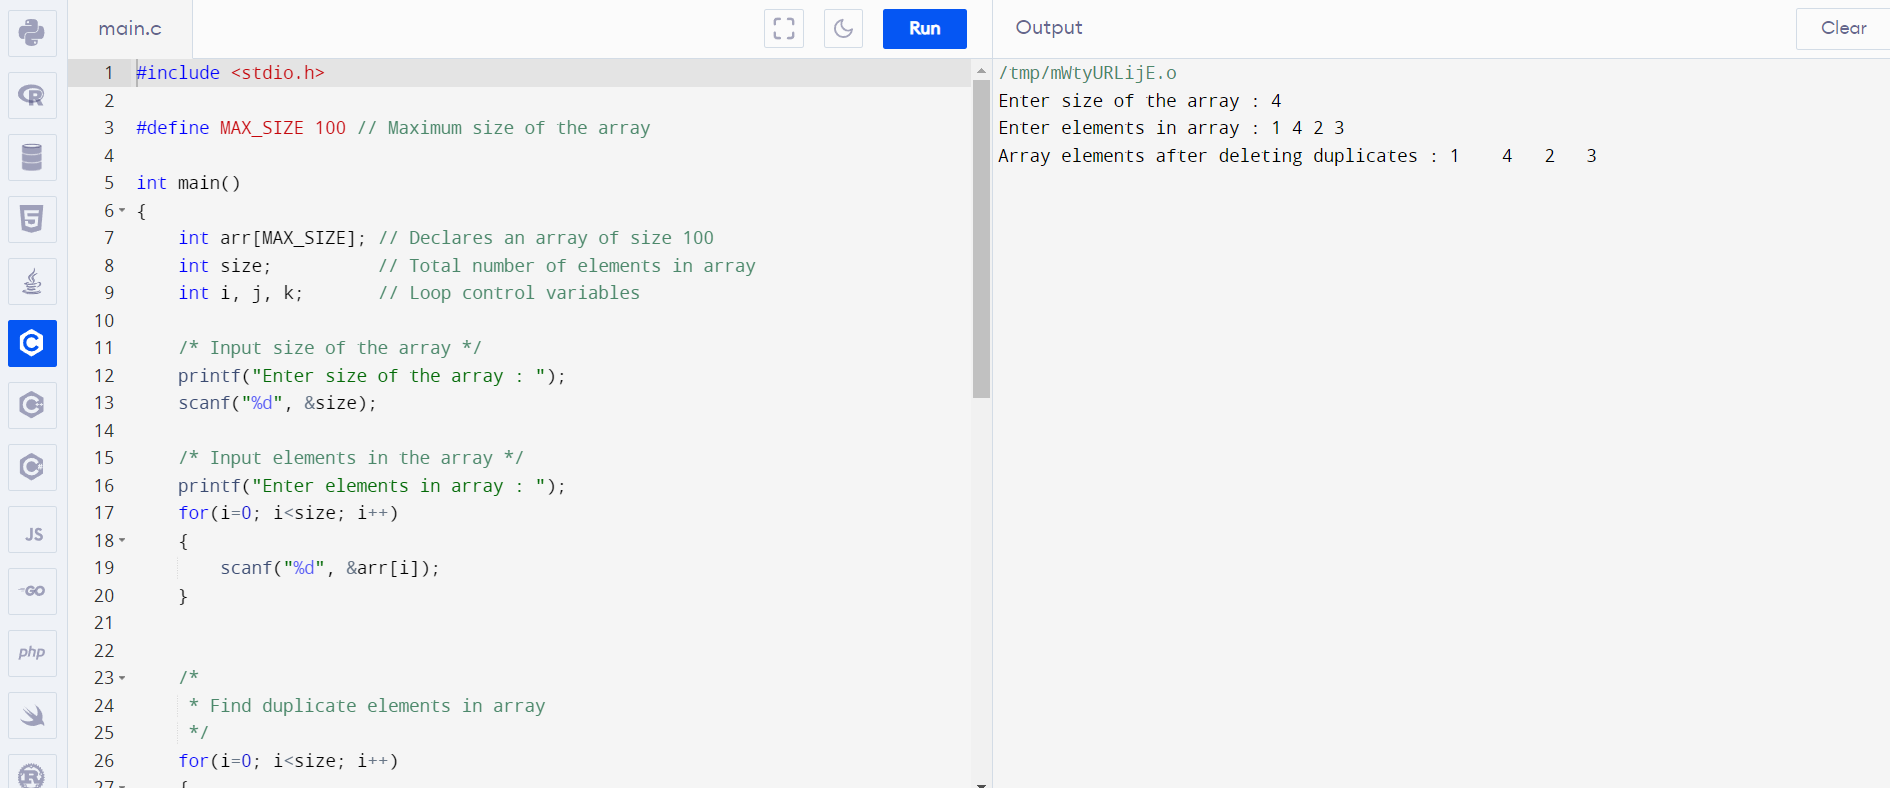 main.c
Run
Output
Clear
JS
GO
php
1 #include <stdio.h>
2
3 #define MAX_SIZE 100 // Maximum size of the array
4
5 int main()
6 {
7 int arr[MAX_SIZE]; // Declares an array of size 100
8 int size; // Total number of elements in array
9 int i, j, k; // Loop control variables
10
11 /* Input size of the array */
12 printf("Enter size of the array : ");
13 scanf("%d", &size);
14
15 /* Input elements in the array */
16 printf("Enter elements in array : ");
17 for(i=0; i<size; i++)
18 {
19 scanf("%d", &arr[i]);
20 }
21
22
23 /*
24 * Find duplicate elements in array
25 */
26 for(i=0; i<size; i++)
27 {
/tmp/mWtyURLijE.o
Enter size of the array : 4
Enter elements in array : 1 4 2 3
Array elements after deleting duplicates : 1 4 2 3